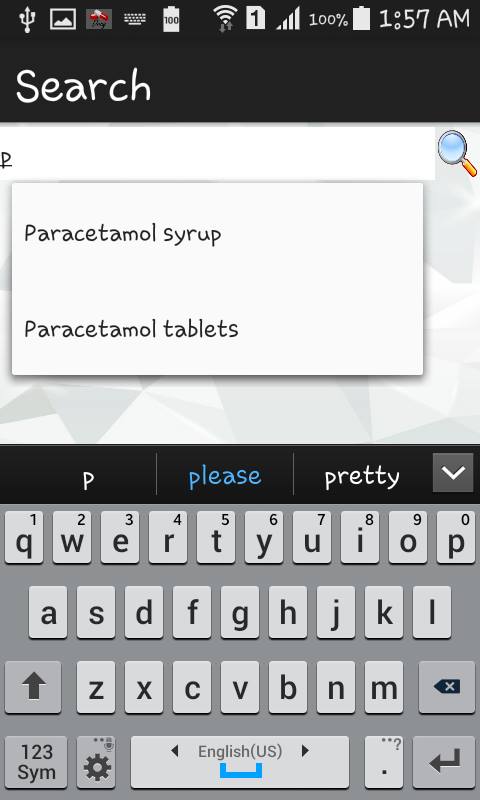 100 1 100% 1:57 AM
Search
p
Paracetamol syrup
Paracetamol tablets
p please pretty
1 2 3 4 5 6 7 8 9 0
q w e r t y u i o p
a s d f g h j k l
z x c v b n m
123 Sym English(US) . ?